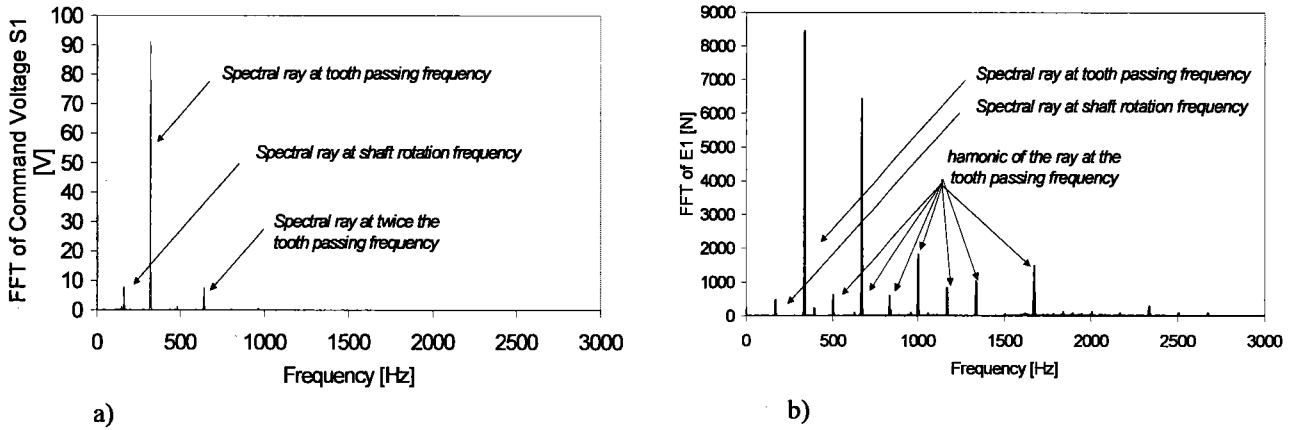 FFT of Command Voltage S1
[V]
100
90
80
70
60
50
40
30
20
10
0
Spectral ray at tooth passing frequency
Spectral ray at shaft rotation frequency
Spectral ray at twice the
tooth passing frequency
0 500 1000 1500 2000 2500 3000
Frequency [Hz]
a)
FFT of E1 [N]
9000
8000
7000
6000
5000
4000
3000
2000
1000
0
Spectral ray at tooth passing frequency
Spectral ray at shaft rotation frequency
hamonic of the ray at the
tooth passing frequency
0 500 1000 1500 2000 2500 3000
Frequency [Hz]
b)